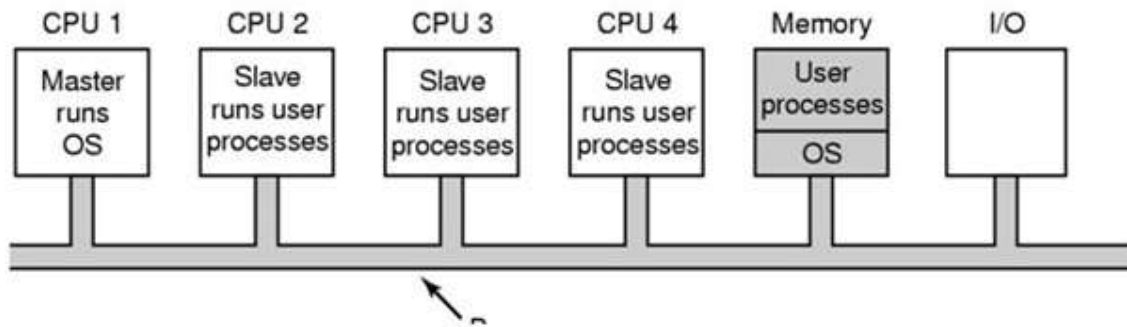 CPU 1
CPU 2
CPU 3
CPU 4
Memory
I/O
Master
runs
OS
Slave
runs user
processes
Slave
runs user
processes
Slave
runs user
processes
User
processes
OS